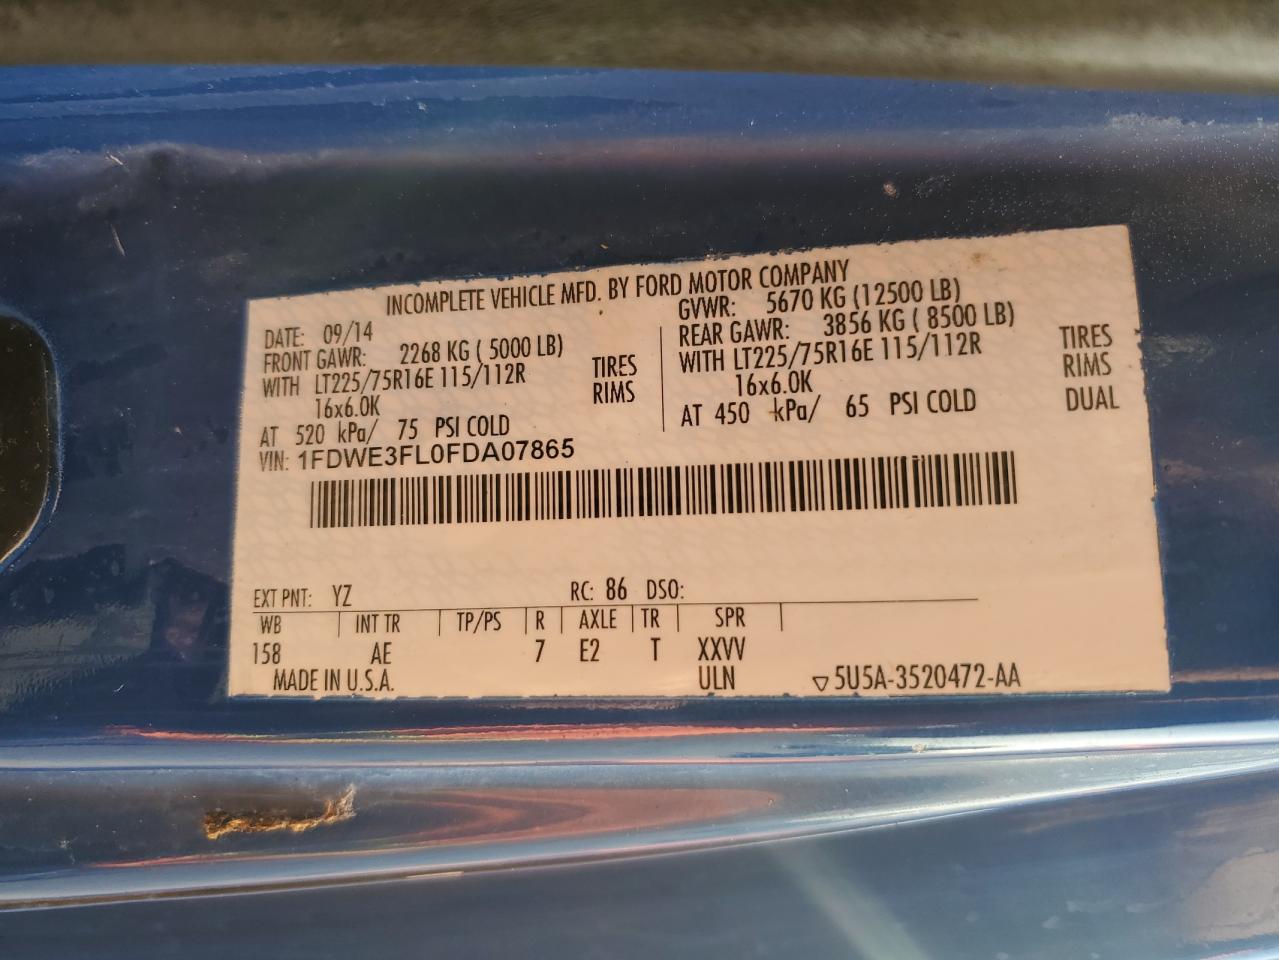 INCOMPLETE VEHICLE MFD. BY FORD MOTOR COMPANY
DATE: 09/14
FRONT GAWR: 2268 KG ( 5000 LB)
WITH LT225/75R16E 115/112R TIRES
16x6.0K RIMS
AT 520 kPa/ 75 PSI COLD
GVWR: 5670 KG (12500 LB)
REAR GAWR: 3856 KG ( 8500 LB)
WITH LT225/75R16E 115/112R TIRES
16x6.0K RIMS
AT 450 kPa/ 65 PSI COLD DUAL
VIN: 1FDWE3FL0FDA07865
EXT PNT: YZ RC: 86 DSO:
WB INT TR TP/PS R AXLE TR SPR
158 AE 7 E2 T XXVV
MADE IN U.S.A. ULN ▽5U5A-3520472-AA